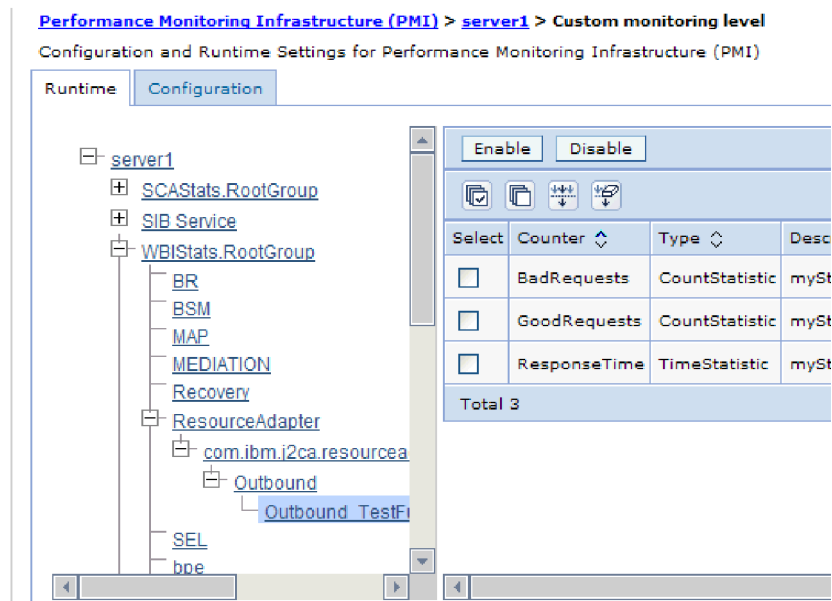 Performance Monitoring Infrastructure (PMI) > server1 > Custom monitoring level
Configuration and Runtime Settings for Performance Monitoring Infrastructure (PMI)
Runtime Configuration
server1
SCAStats.RootGroup
SIB Service
WBIStats.RootGroup
BR
BSM
MAP
MEDIATION
Recovery
ResourceAdapter
com.ibm.j2ca.resourcea
Outbound
Outbound_TestF
SEL
bpe
Enable Disable
Select Counter Type Desc
BadRequests CountStatistic mySt
GoodRequests CountStatistic mySt
ResponseTime TimeStatistic mySt
Total 3